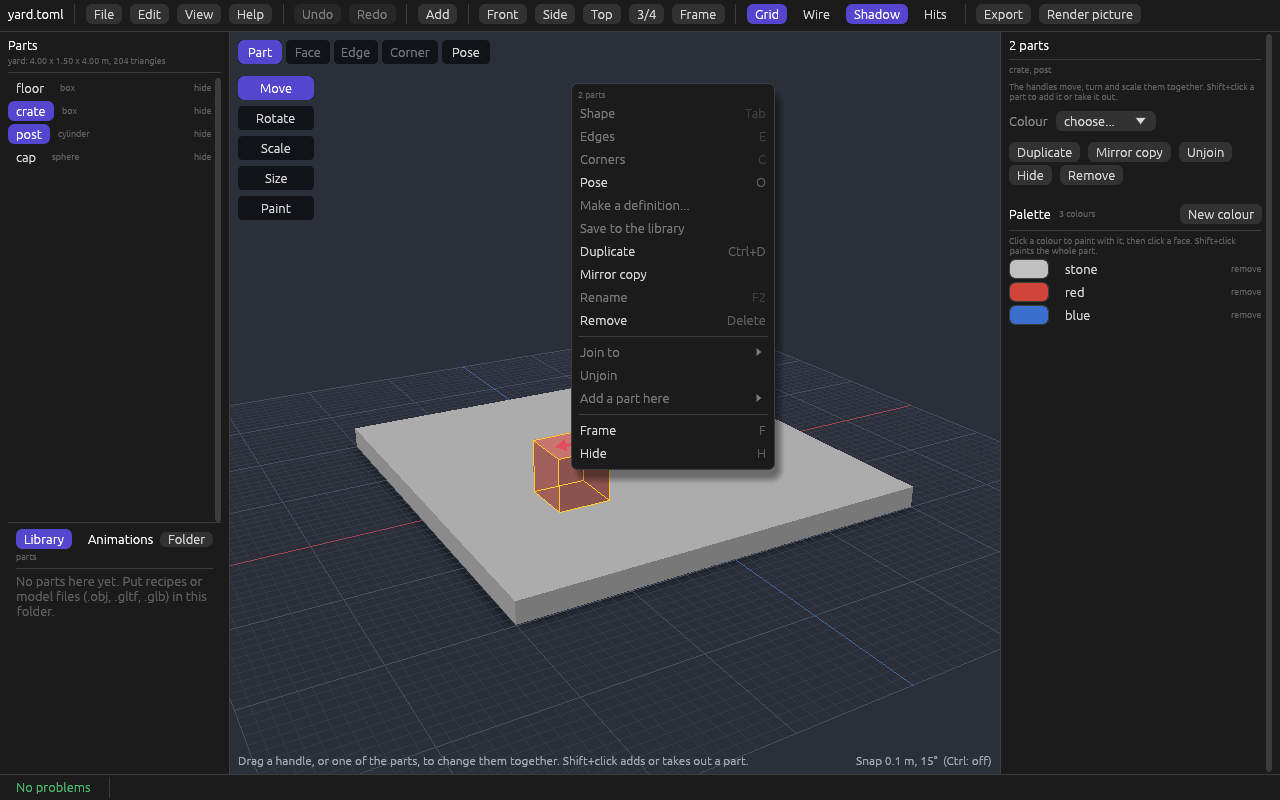 yard.toml File Edit View Help Undo Redo Add Front Side Top 3/4 Frame Grid Wire Shadow Hits Export Render picture
Parts
yard: 4.00 x 1.50 x 4.00 m, 204 triangles
floor box hide
crate box hide
post cylinder hide
cap sphere hide
Library Animations Folder
parts
No parts here yet. Put recipes or
model files (.obj, .gltf, .glb) in this
folder.
Part Face Edge Corner Pose
Move
Rotate
Scale
Size
Paint
2 parts
Shape Tab
Edges E
Corners C
Pose O
Make a definition...
Save to the library
Duplicate Ctrl+D
Mirror copy
Rename F2
Remove Delete
Join to
Unjoin
Add a part here
Frame F
Hide H
Drag a handle, or one of the parts, to change them together. Shift+click adds or takes out a part.
Snap 0.1 m, 15° (Ctrl: off)
2 parts
crate, post
The handles move, turn and scale them together. Shift+click a
part to add it or take it out.
Colour choose...
Duplicate Mirror copy Unjoin
Hide Remove
Palette 3 colours New colour
Click a colour to paint with it, then click a face. Shift+click
paints the whole part.
stone remove
red remove
blue remove
No problems